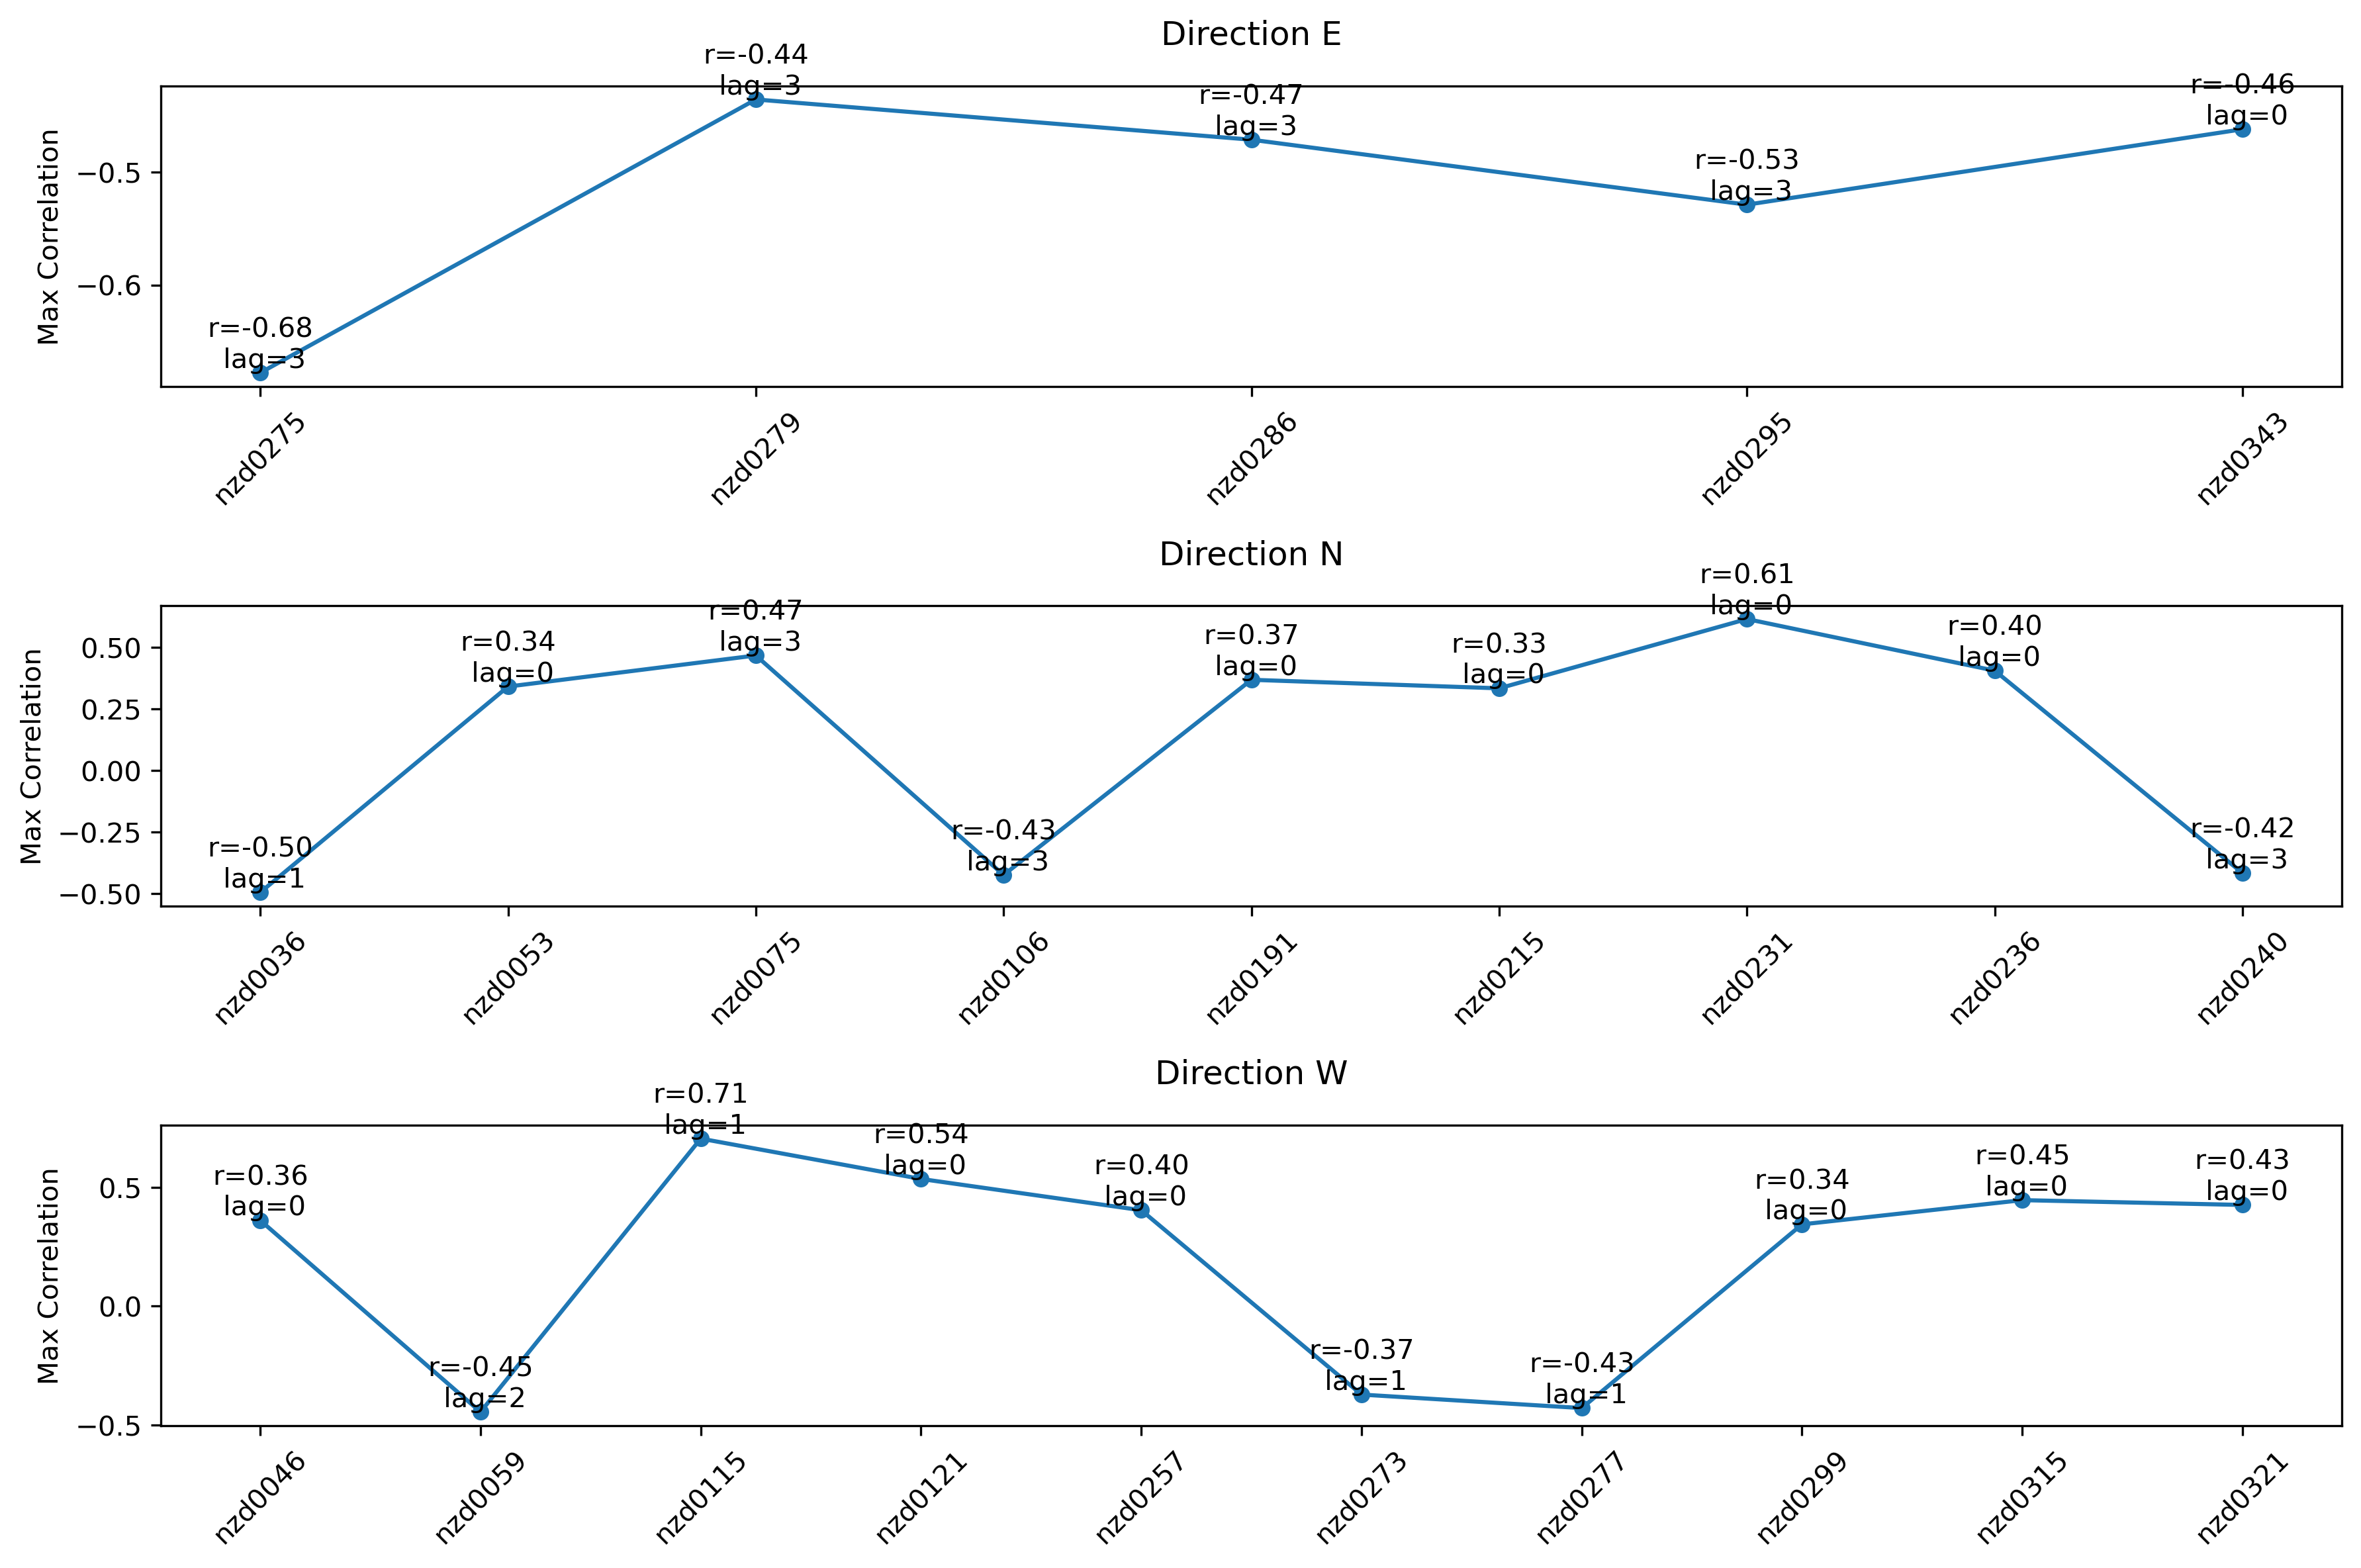 Direction E
Max Correlation
−0.5
−0.6
r=-0.68
lag=3
r=-0.44
lag=3
r=-0.47
lag=3
r=-0.53
lag=3
r=-0.46
lag=0
nzd0275
nzd0279
nzd0286
nzd0295
nzd0343
Direction N
Max Correlation
0.50
0.25
0.00
−0.25
−0.50
r=-0.50
lag=1
r=0.34
lag=0
r=0.47
lag=3
r=-0.43
lag=3
r=0.37
lag=0
r=0.33
lag=0
r=0.61
lag=0
r=0.40
lag=0
r=-0.42
lag=3
nzd0036
nzd0053
nzd0075
nzd0106
nzd0191
nzd0215
nzd0231
nzd0236
nzd0240
Direction W
Max Correlation
0.5
0.0
−0.5
r=0.36
lag=0
r=-0.45
lag=2
r=0.71
lag=1
r=0.54
lag=0
r=0.40
lag=0
r=-0.37
lag=1
r=-0.43
lag=1
r=0.34
lag=0
r=0.45
lag=0
r=0.43
lag=0
nzd0046
nzd0059
nzd0115
nzd0121
nzd0257
nzd0273
nzd0277
nzd0299
nzd0315
nzd0321